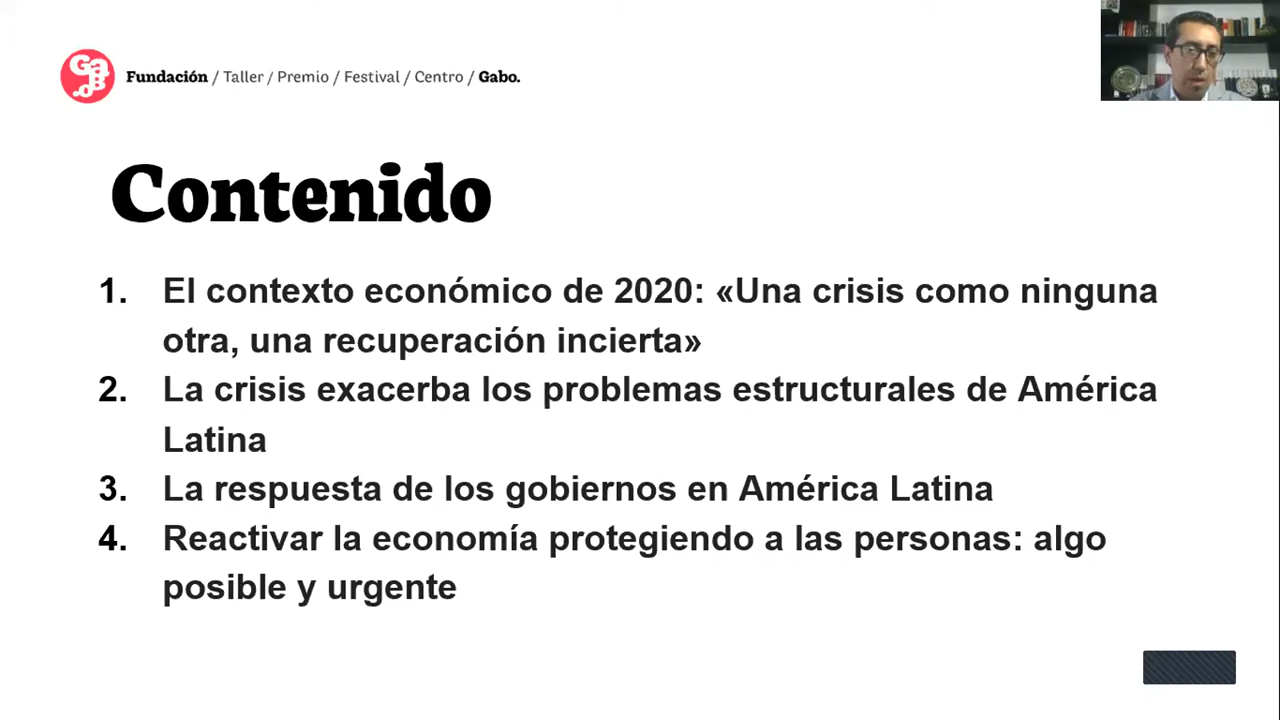 Gabo.
Fundación / Taller / Premio / Festival / Centro / Gabo.
Contenido
1. El contexto económico de 2020: «Una crisis como ninguna
otra, una recuperación incierta»
2. La crisis exacerba los problemas estructurales de América
Latina
3. La respuesta de los gobiernos en América Latina
4. Reactivar la economía protegiendo a las personas: algo
posible y urgente